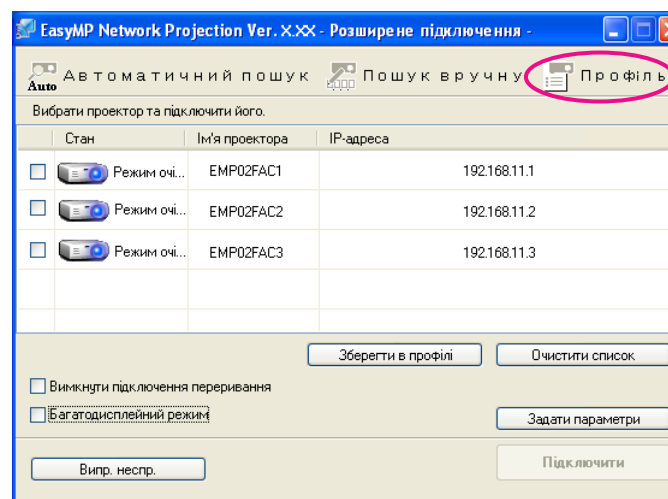 EasyMP Network Projection Ver. X.XX - Розширене підключення -
Auto Автоматичний пошук Пошук вручну Профіль
Вибрати проектор та підключити його.
Стан Ім'я проектора IP-адреса
Режим очі... EMP02FAC1 192.168.11.1
Режим очі... EMP02FAC2 192.168.11.2
Режим очі... EMP02FAC3 192.168.11.3
Зберегти в профілі Очистити список
Вимкнути підключення переривання
Багатодисплейний режим
Задати параметри
Випр. неспр. Підключити